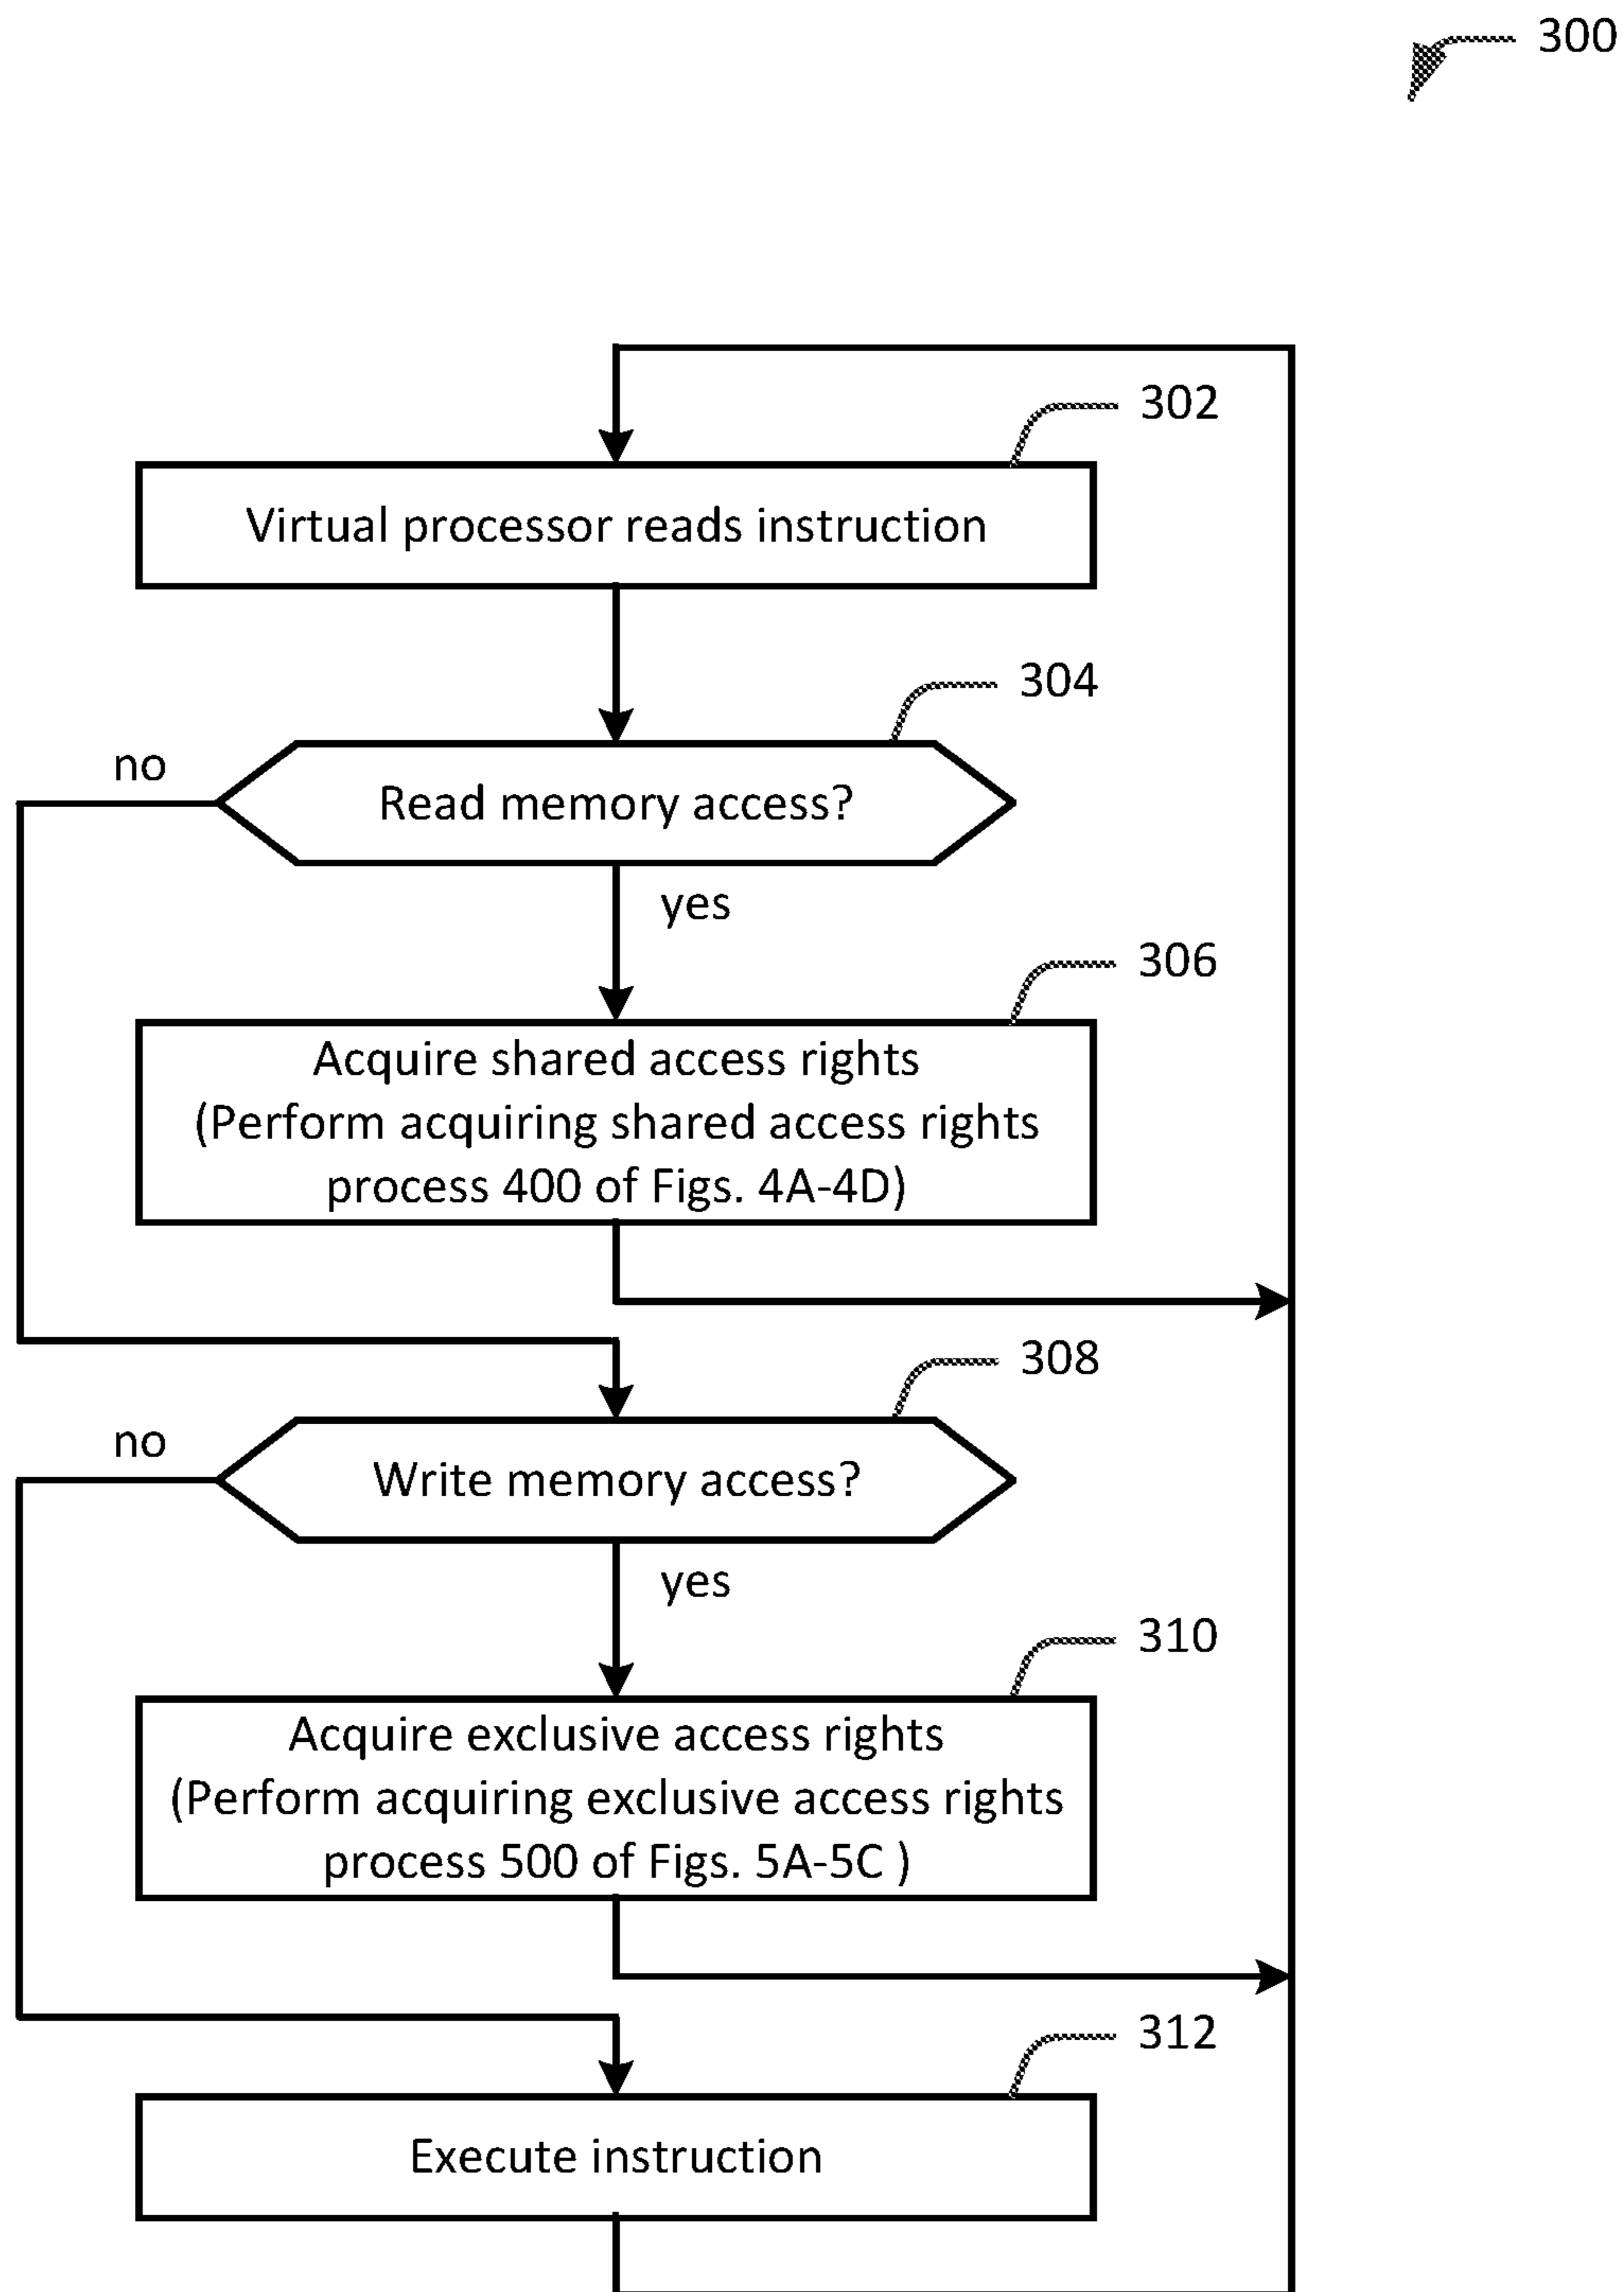 300
302
Virtual processor reads instruction
304
no
Read memory access?
yes
306
Acquire shared access rights
(Perform acquiring shared access rights
process 400 of Figs. 4A-4D)
308
no
Write memory access?
yes
310
Acquire exclusive access rights
(Perform acquiring exclusive access rights
process 500 of Figs. 5A-5C )
312
Execute instruction